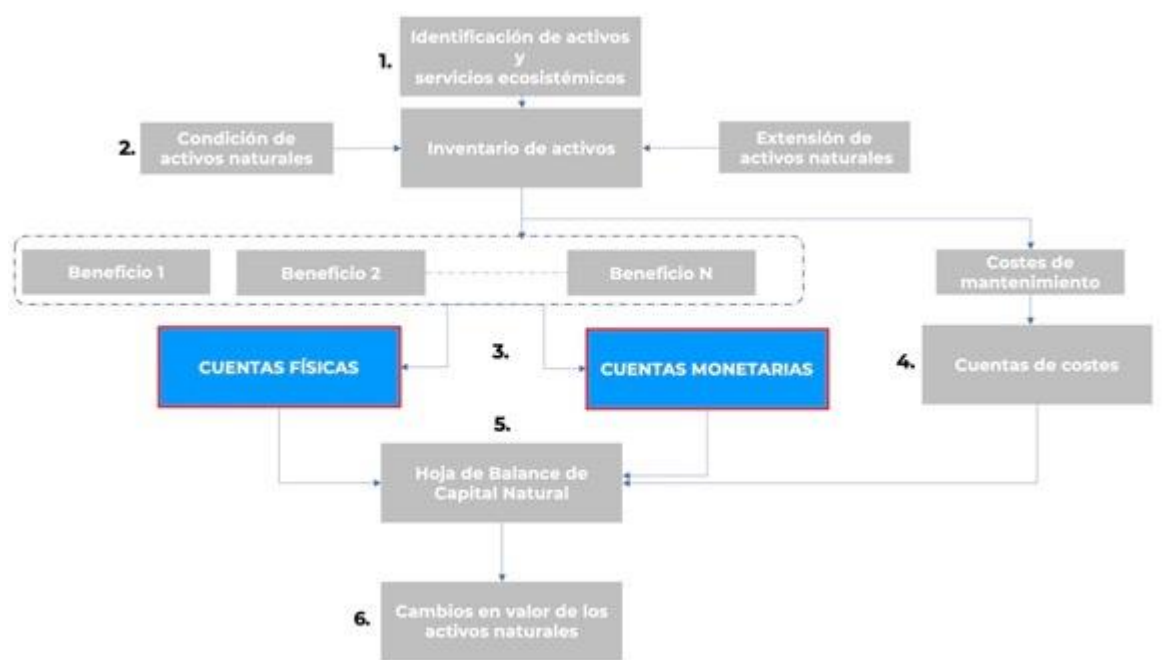 Identificación de activos
y
servicios ecosistémicos
1.
2.
Condición de
activos naturales
Inventario de activos
Extensión de
activos naturales
Beneficio 1
Beneficio 2
Beneficio N
Costes de
mantenimiento
CUENTAS FÍSICAS
3.
CUENTAS MONETARIAS
4.
Cuentas de costes
5.
Hoja de Balance de
Capital Natural
6.
Cambios en valor de los
activos naturales